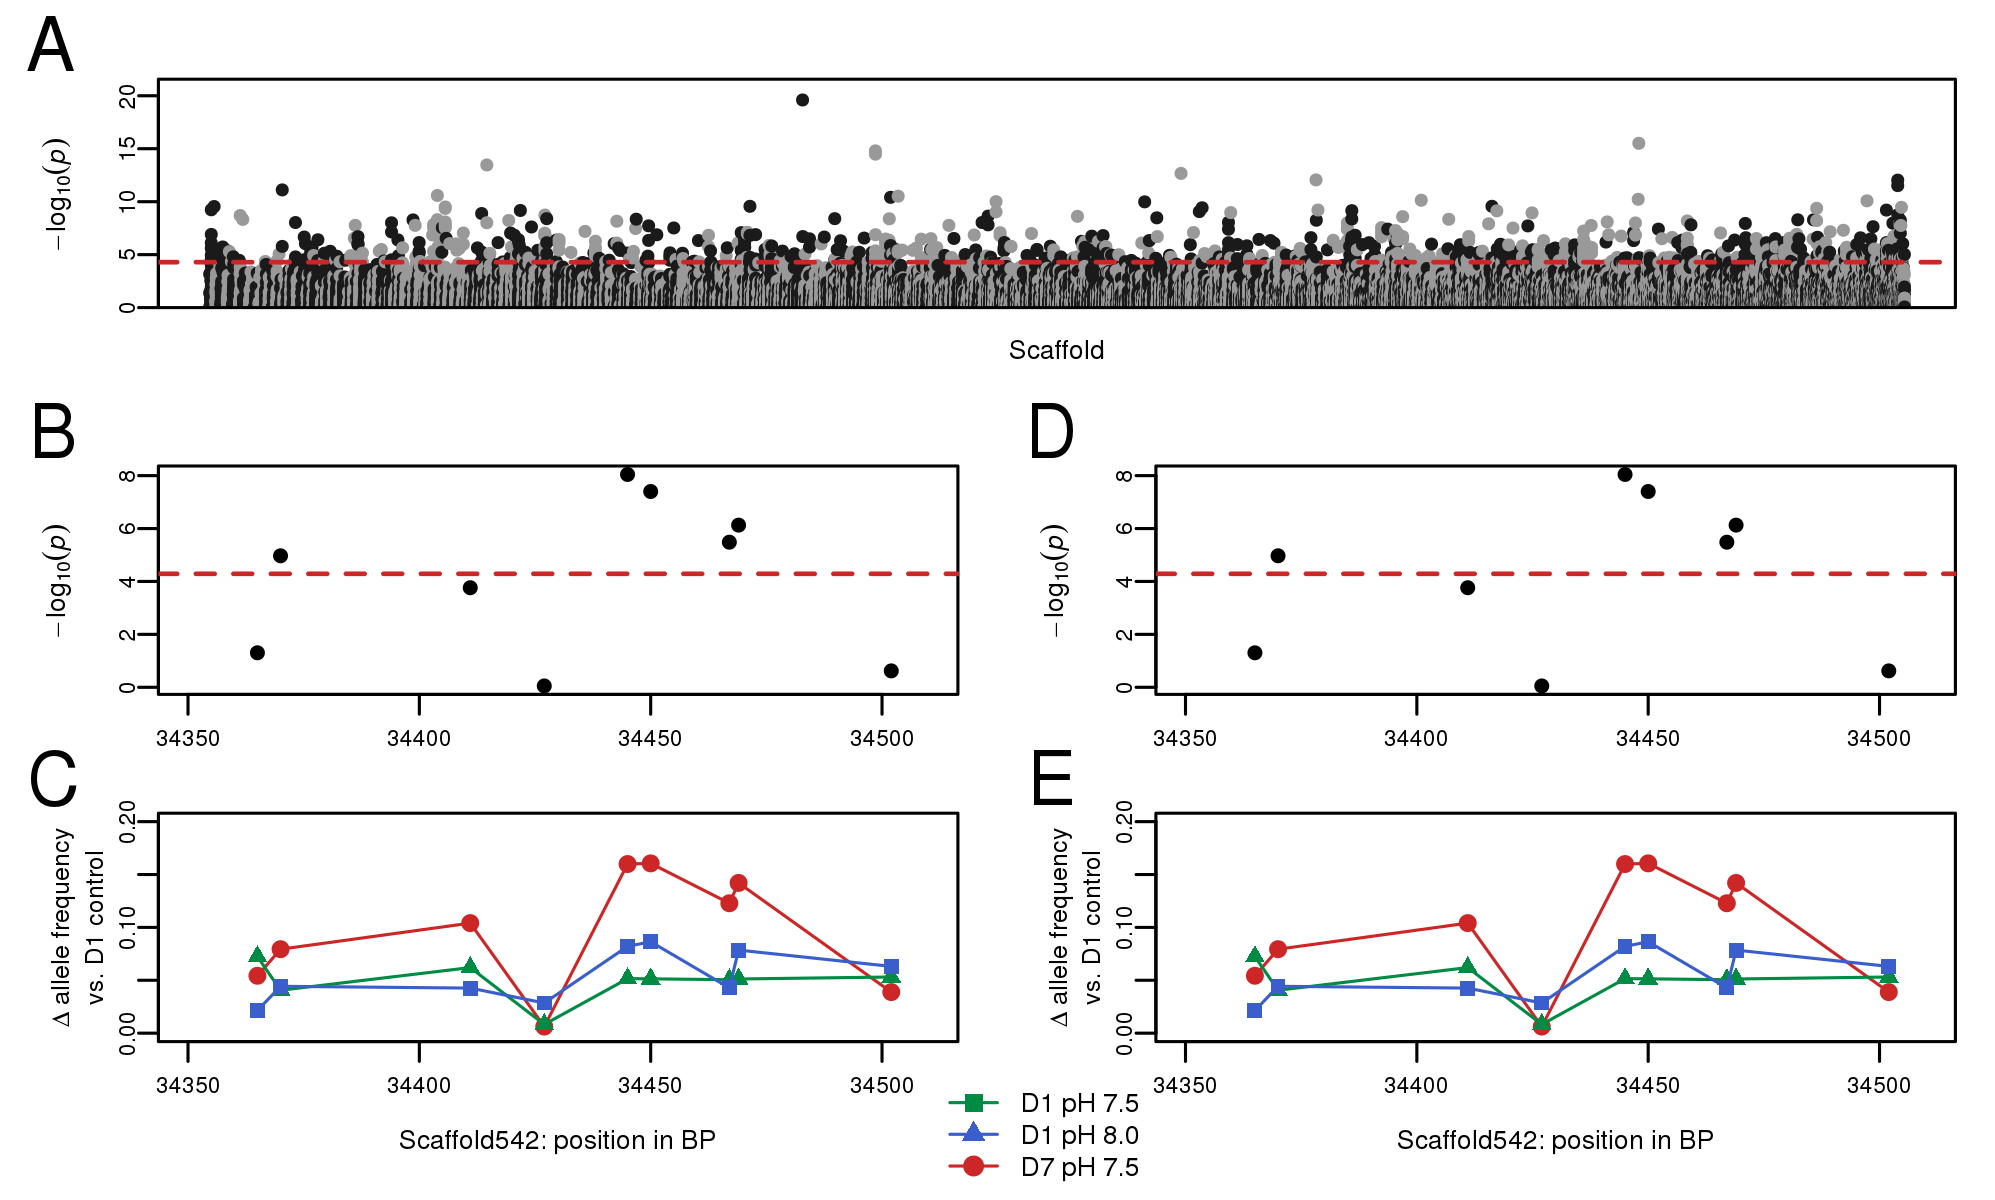 A
−log10(p)
0 5 10 15 20
Scaffold
B
−log10(p)
0 2 4 6 8
34350 34400 34450 34500
D
−log10(p)
0 2 4 6 8
34350 34400 34450 34500
C
Δ allele frequency
vs. D1 control
0.00 0.10 0.20
34350 34400 34450 34500
Scaffold542: position in BP
E
Δ allele frequency
vs. D1 control
0.00 0.10 0.20
34350 34400 34450 34500
Scaffold542: position in BP
D1 pH 7.5
D1 pH 8.0
D7 pH 7.5